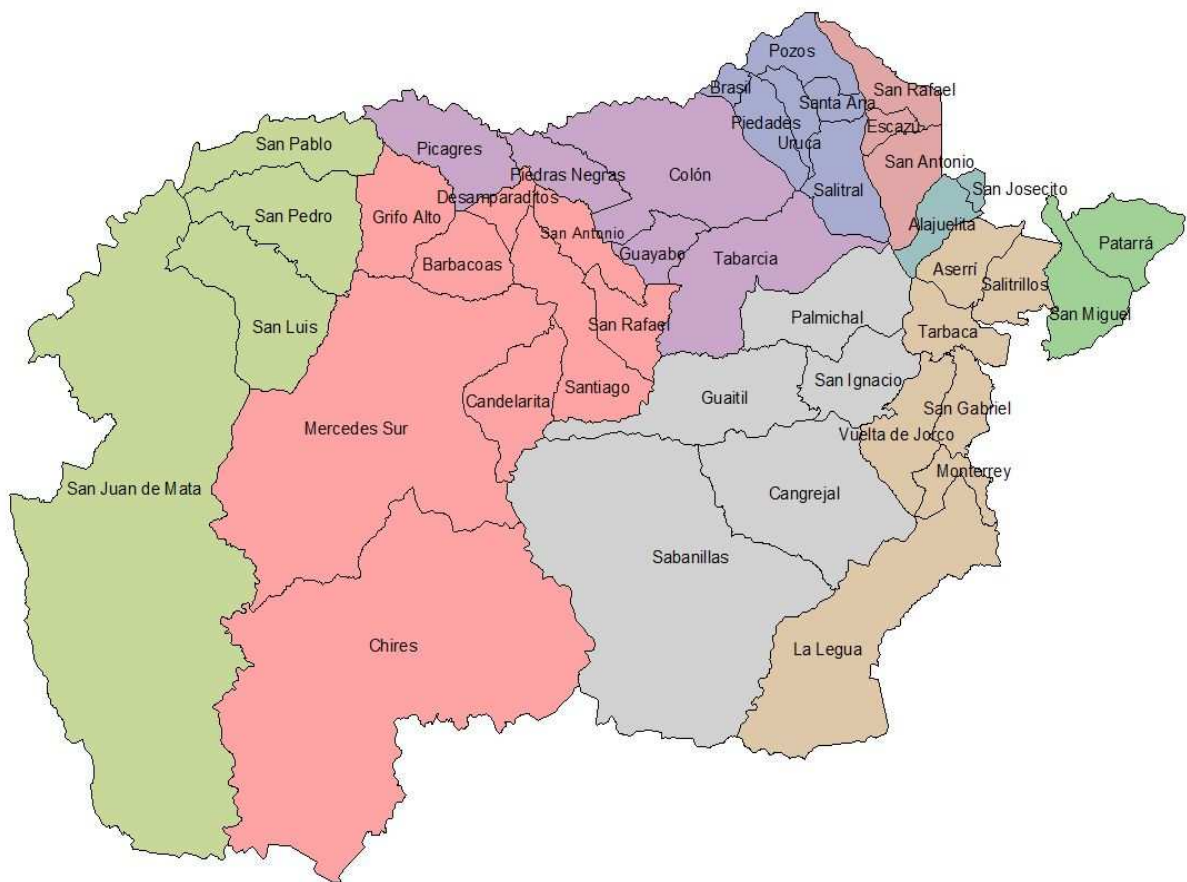 Pozos
Brasil
San Rafael
Santa Ana
Piedades
Escazú
Uruca
San Pablo
Picagres
San Antonio
Piedras Negras
Colón
Salitral
San Josecito
Desamparaditos
San Pedro
Grifo Alto
Alajuelita
San Antonio
Patarrá
Guayabo
Tabarcia
Barbacoas
Aserrí
Salitrillos
San Miguel
Palmichal
San Luis
San Rafael
Tarbaca
San Ignacio
Santiago
Guaitil
Candelarita
San Gabriel
Mercedes Sur
Vuelta de Jorco
Monterrey
San Juan de Mata
Cangrejal
Sabanillas
Chires
La Legua